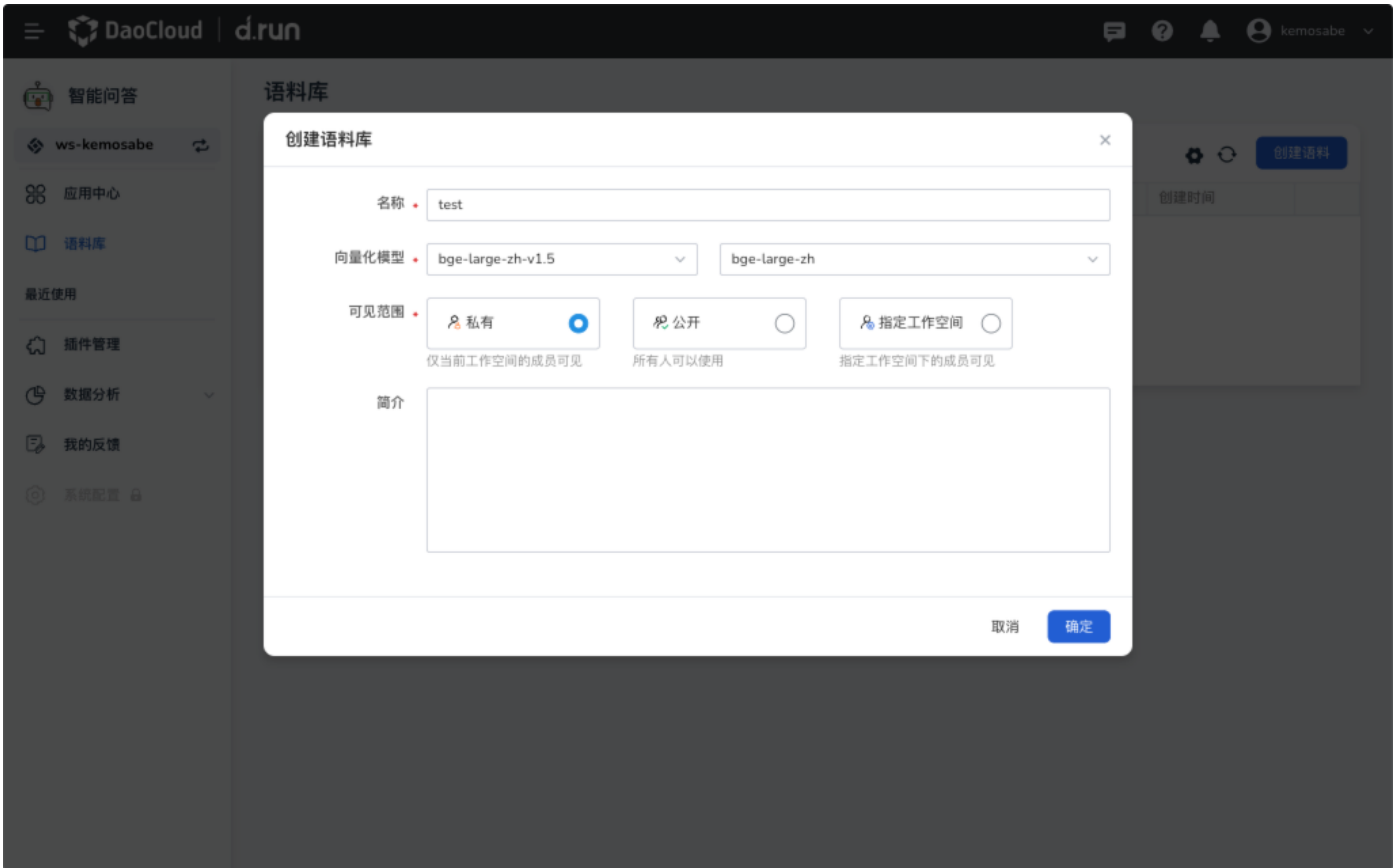 DaoCloud d.run kemosabe
智能问答
ws-kemosabe
应用中心
语料库
最近使用
插件管理
数据分析
我的反馈
系统配置
语料库
创建语料
创建时间
创建语料库
名称 • test
向量化模型 • bge-large-zh-v1.5 bge-large-zh
可见范围 • 私有 公开 指定工作空间
仅当前工作空间的成员可见 所有人可以使用 指定工作空间下的成员可见
简介
取消 确定